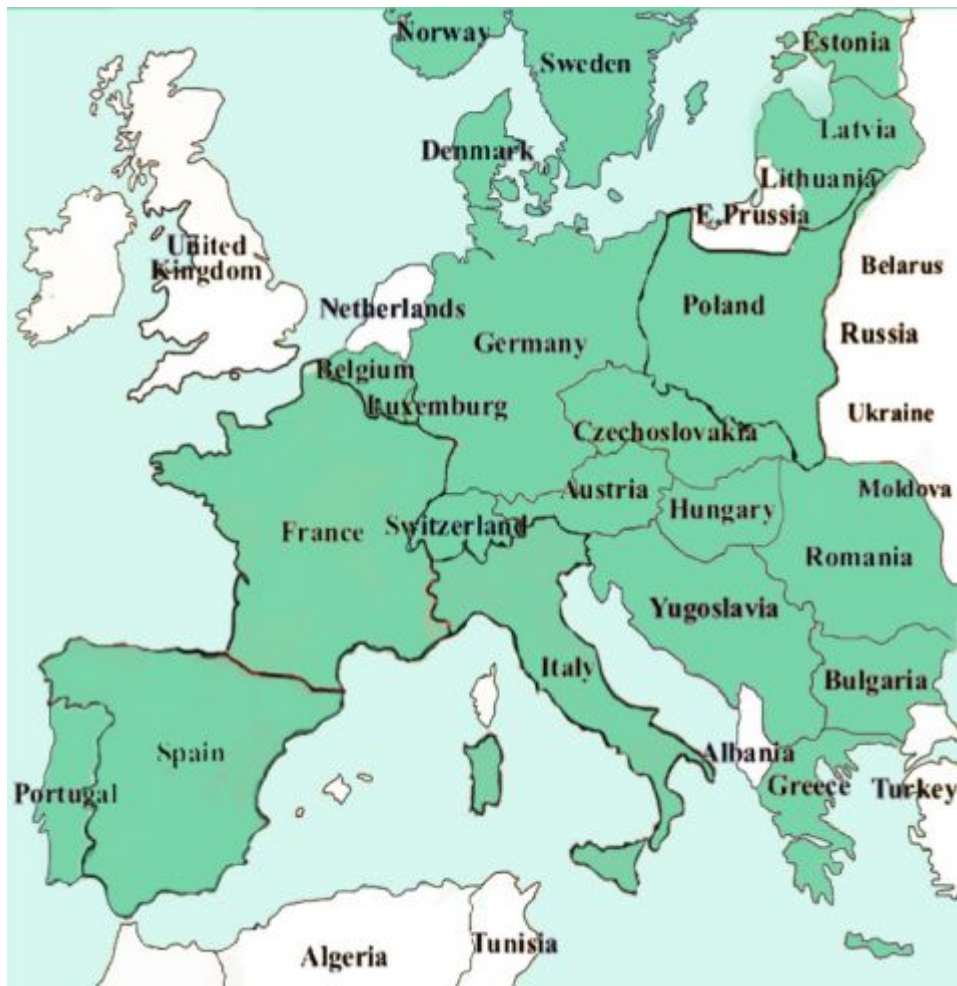 Norway
Sweden
Estonia
Latvia
Denmark
Lithuania
E.Prussia
United
Kingdom
Belarus
Netherlands
Poland
Russia
Germany
Belgium
Luxemburg
Ukraine
Czechoslovakia
Moldova
Austria
Hungary
Switzerland
France
Romania
Yugoslavia
Italy
Bulgaria
Spain
Albania
Portugal
Greece
Turkey
Algeria
Tunisia